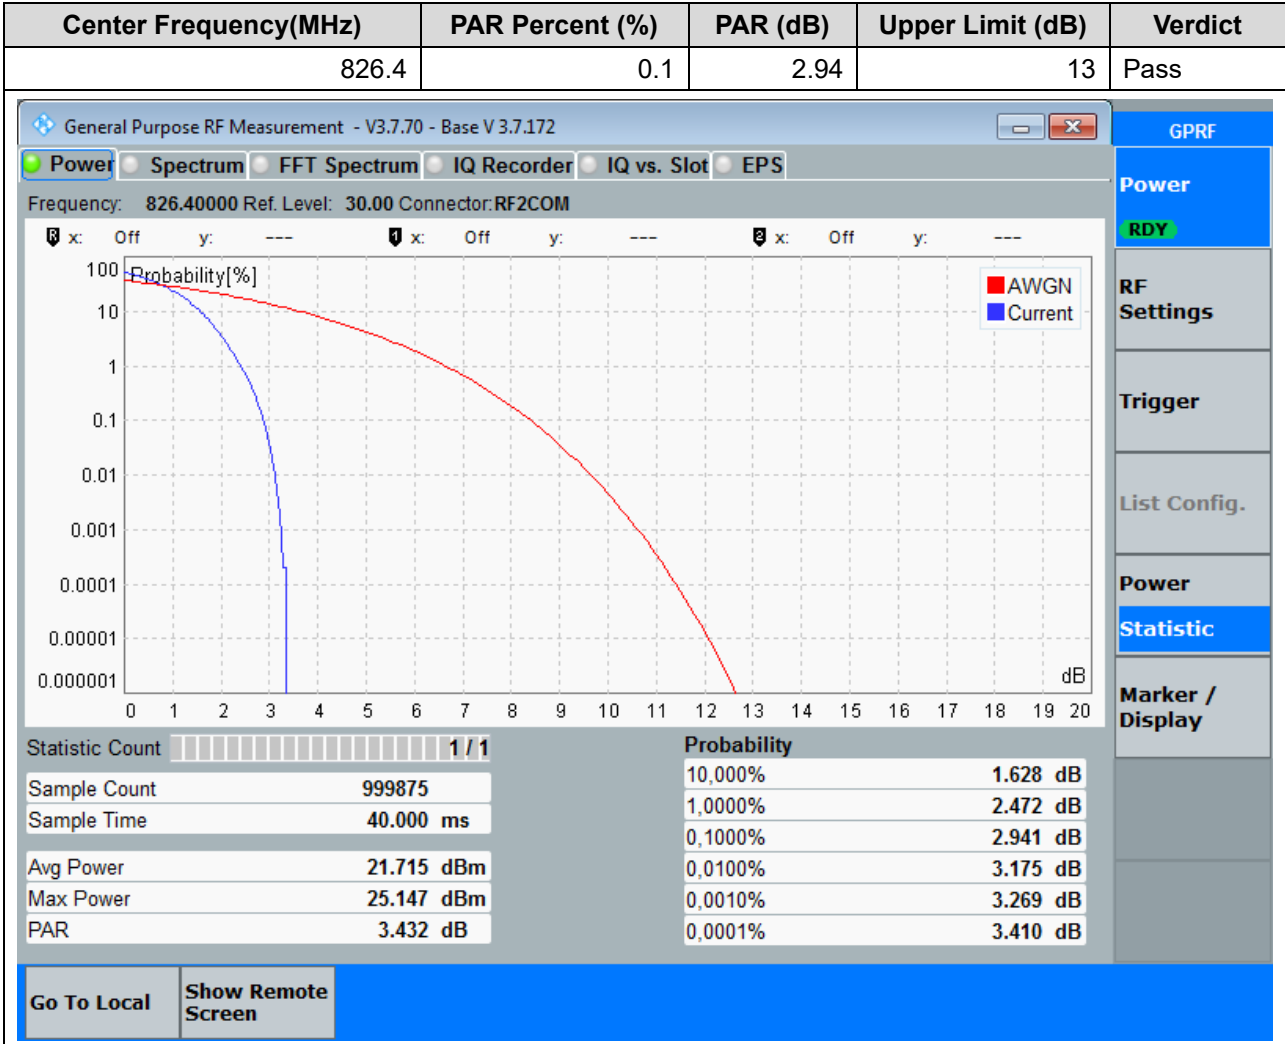 Center Frequency(MHz) PAR Percent (%) PAR (dB) Upper Limit (dB) Verdict
826.4 0.1 2.94 13 Pass
General Purpose RF Measurement - V3.7.70 - Base V 3.7.172
GPRF
Power Spectrum FFT Spectrum IQ Recorder IQ vs. Slot EPS
Frequency: 826.40000 Ref. Level: 30.00 Connector: RF2COM
R x: Off y: --- 1 x: Off y: --- 2 x: Off y: ---
Probability[%]
100
10
1
0.1
0.01
0.001
0.0001
0.00001
0.000001
AWGN
Current
dB
0 1 2 3 4 5 6 7 8 9 10 11 12 13 14 15 16 17 18 19 20
Statistic Count 1 / 1
Sample Count 999875
Sample Time 40.000 ms
Avg Power 21.715 dBm
Max Power 25.147 dBm
PAR 3.432 dB
Probability
10,000% 1.628 dB
1,0000% 2.472 dB
0,1000% 2.941 dB
0,0100% 3.175 dB
0,0010% 3.269 dB
0,0001% 3.410 dB
Power
RDY
RF
Settings
Trigger
List Config.
Power
Statistic
Marker /
Display
Go To Local
Show Remote
Screen